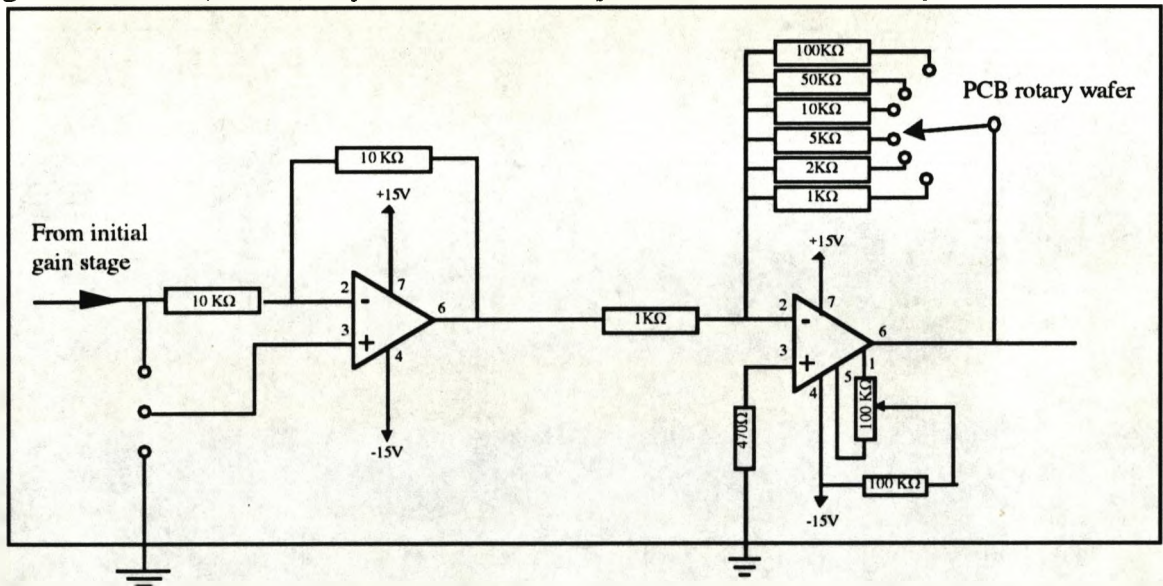 100KΩ
50KΩ
10KΩ
5KΩ
2KΩ
1KΩ
PCB rotary wafer
10 KΩ
+15V
From initial
gain stage
10 KΩ
2
-
7
6
3
+
4
-15V
1KΩ
+15V
2
-
7
6
3
+
4
5
1
100 KΩ
470Ω
100 KΩ
-15V